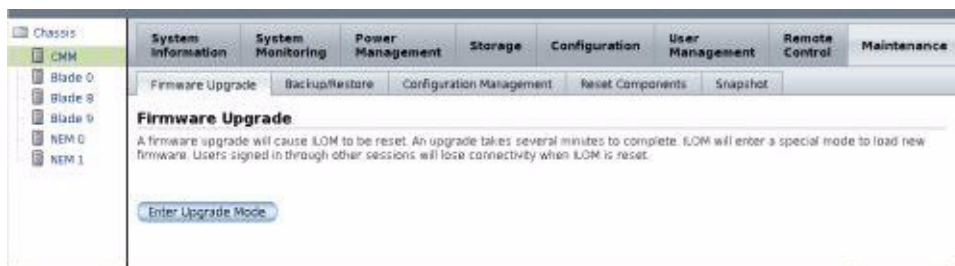 Chassis
CMM
Blade 0
Blade 8
Blade 9
NEM 0
NEM 1
System Information
System Monitoring
Power Management
Storage
Configuration
User Management
Remote Control
Maintenance
Firmware Upgrade
Backup/Restore
Configuration Management
Reset Components
Snapshot
Firmware Upgrade
A firmware upgrade will cause ILOM to be reset. An upgrade takes several minutes to complete. ILOM will enter a special mode to load new
firmware. Users signed in through other sessions will lose connectivity when ILOM is reset.
Enter Upgrade Mode